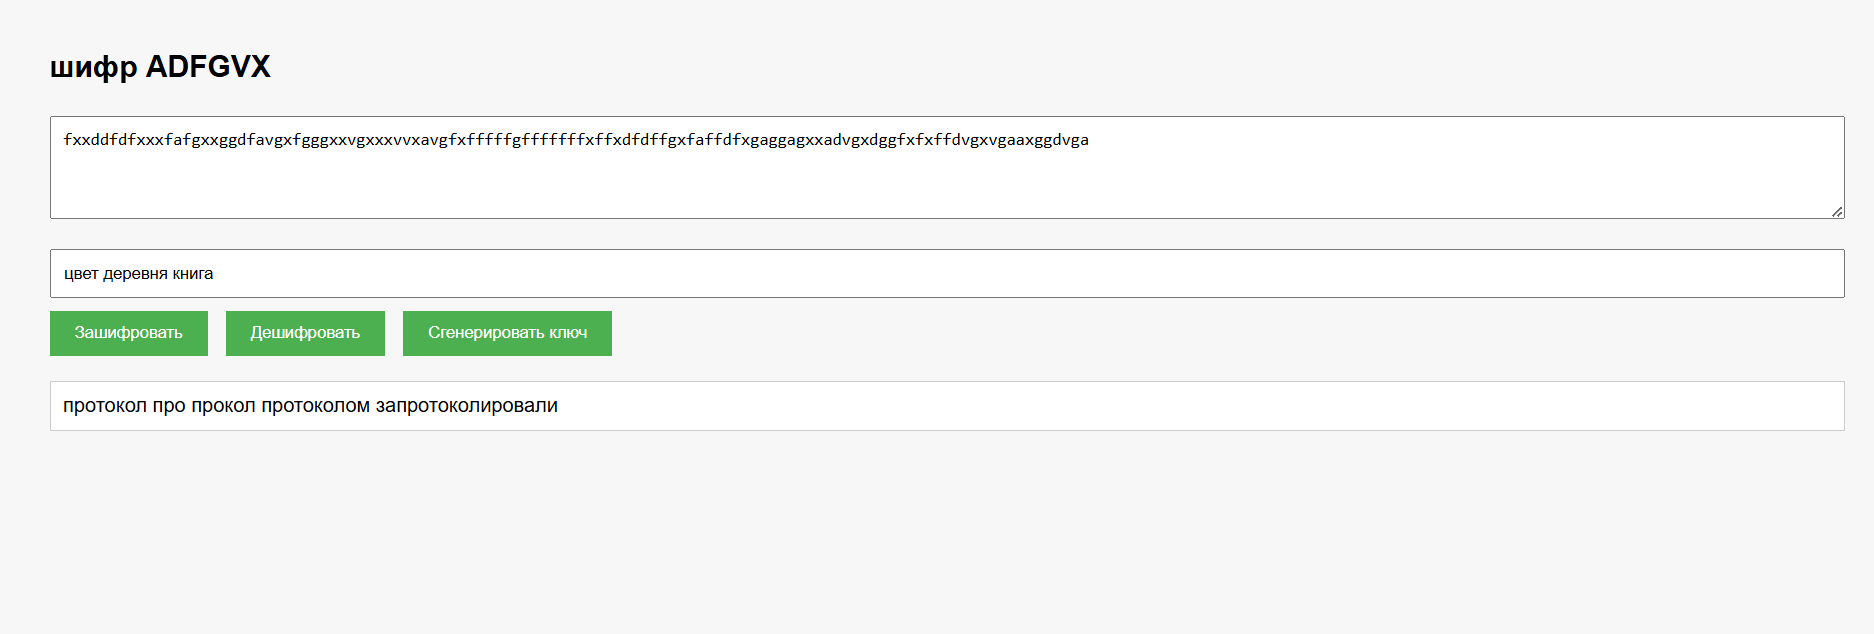 шифр ADFGVX
fxxddfdfxxxfafgxxggdfavgxfgggxxvgxxxvvxavgfxfffffgfffffffxffxdfdffgxfaffdfxgaggagxxadvgxdggfxfxffdvgxvgaaxggdvga
цвет деревня книга
Зашифровать Дешифровать Сгенерировать ключ
протокол про прокол протоколом запротоколировали